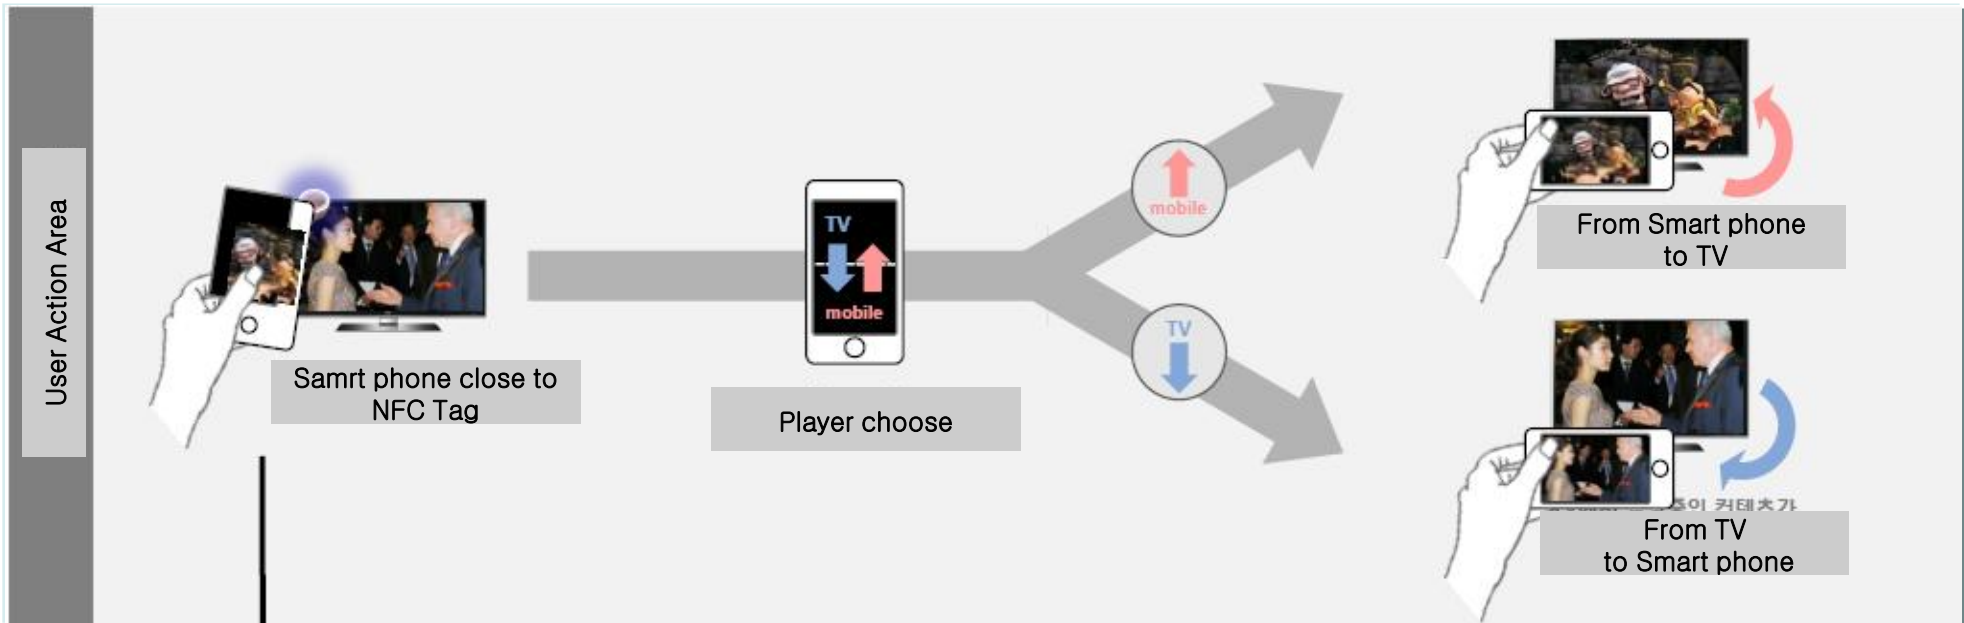 User Action Area
Samrt phone close to
NFC Tag
TV
mobile
Player choose
mobile
TV
From Smart phone
to TV
From TV
to Smart phone